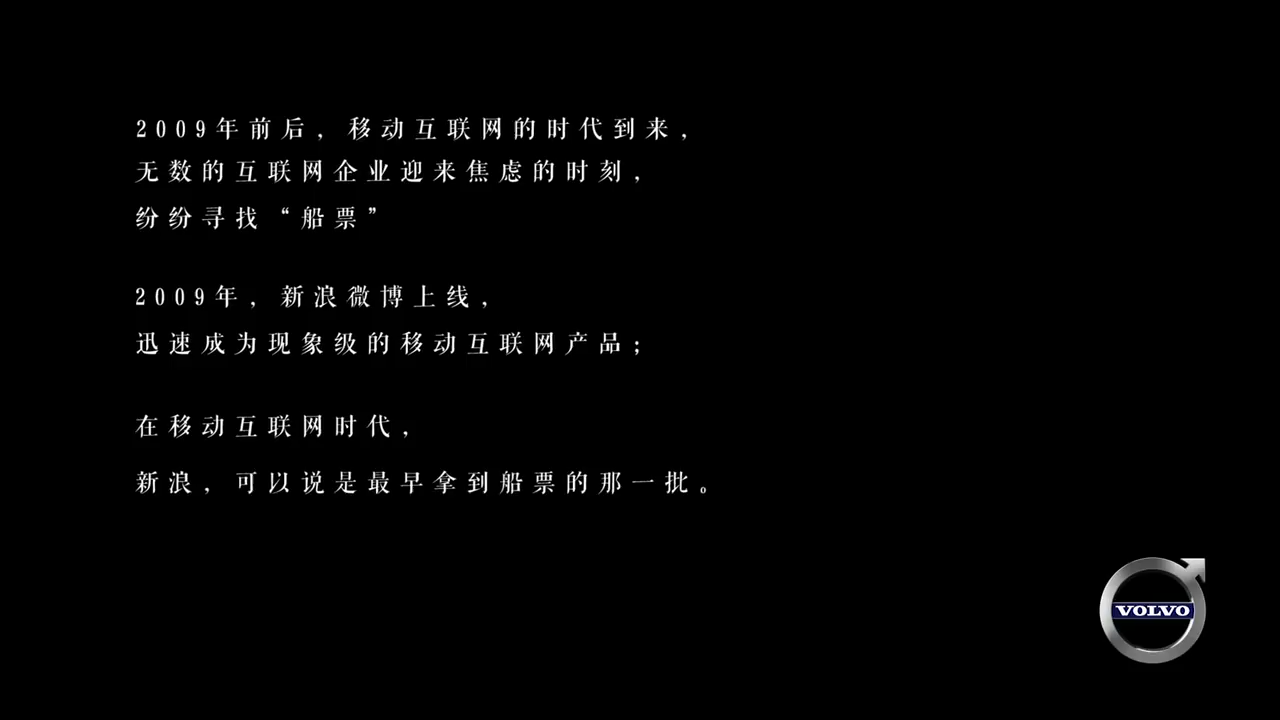 2009年前后，移动互联网的时代到来，
无数的互联网企业迎来焦虑的时刻，
纷纷寻找“船票”
2009年，新浪微博上线，
迅速成为现象级的移动互联网产品；
在移动互联网时代，
新浪，可以说是最早拿到船票的那一批。
VOLVO